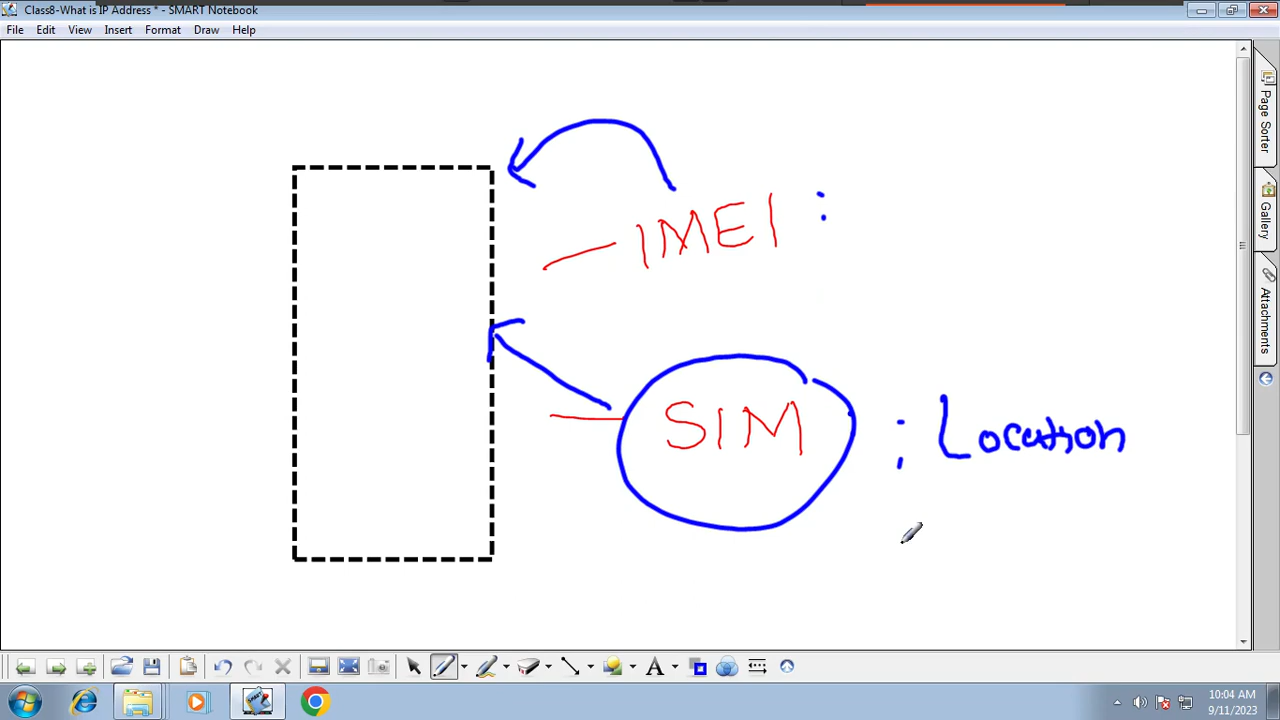 Class8-What is IP Address * - SMART Notebook
File Edit View Insert Format Draw Help
IMEI :
SIM : Location
Page Sorter
Gallery
Attachments
A
10:04 AM
9/11/2023